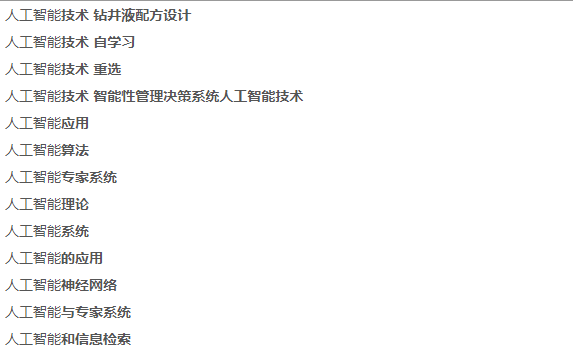 人工智能技术 钻井液配方设计
人工智能技术 自学习
人工智能技术 重选
人工智能技术 智能性管理决策系统人工智能技术
人工智能应用
人工智能算法
人工智能专家系统
人工智能理论
人工智能系统
人工智能的应用
人工智能神经网络
人工智能与专家系统
人工智能和信息检索